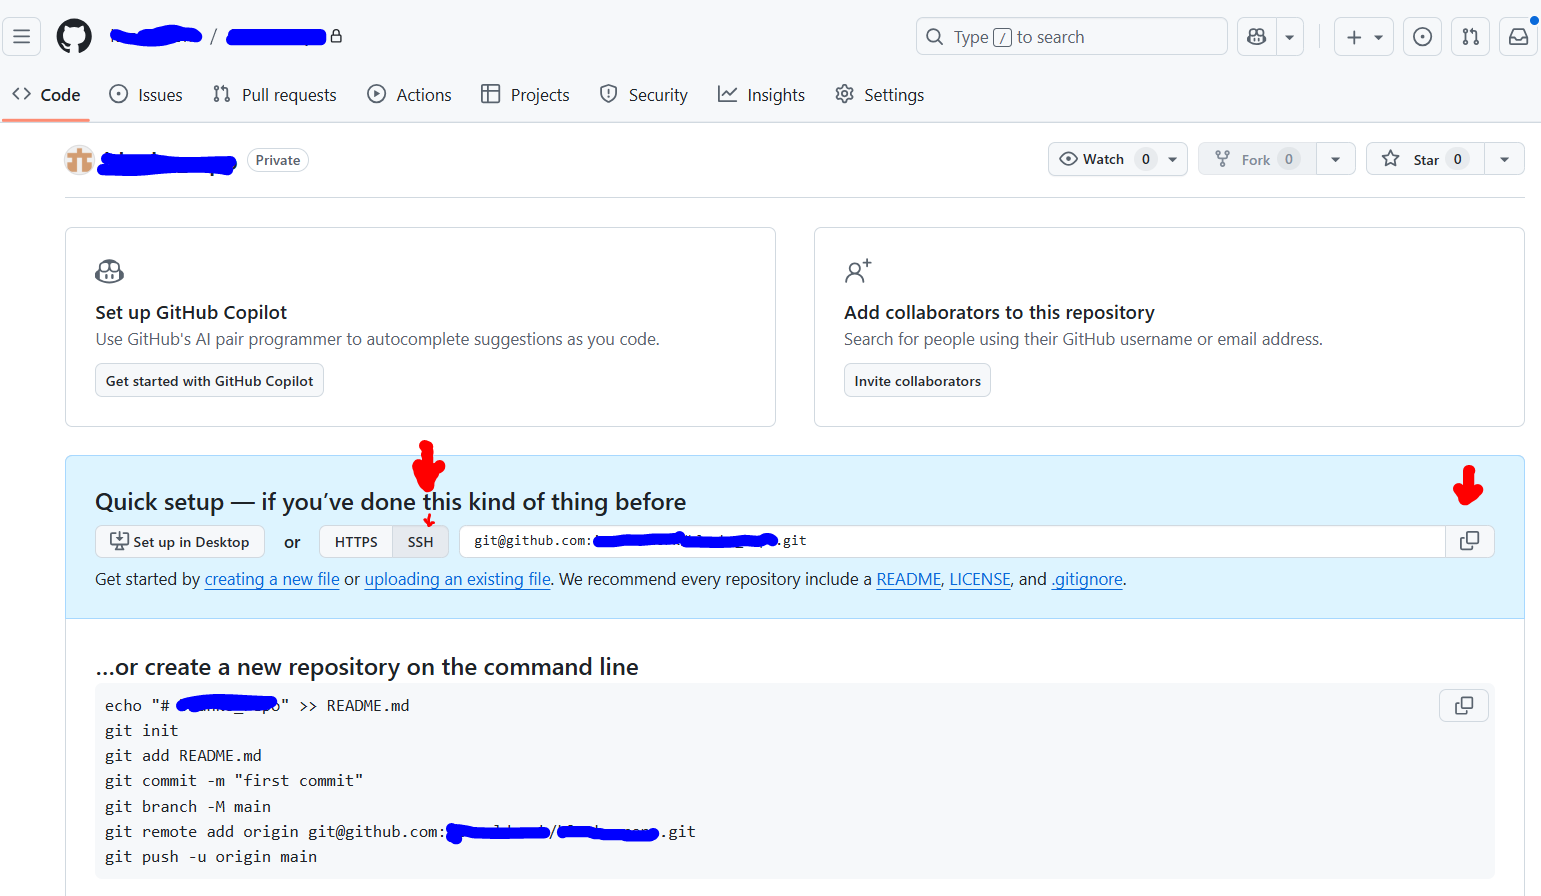 /
Type / to search
Code Issues Pull requests Actions Projects Security Insights Settings
Private
Watch 0 Fork 0 Star 0
Set up GitHub Copilot
Use GitHub's AI pair programmer to autocomplete suggestions as you code.
Get started with GitHub Copilot
Add collaborators to this repository
Search for people using their GitHub username or email address.
Invite collaborators
Quick setup — if you’ve done this kind of thing before
Set up in Desktop or HTTPS SSH git@github.com: .git
Get started by creating a new file or uploading an existing file. We recommend every repository include a README, LICENSE, and .gitignore.
…or create a new repository on the command line
echo "# " >> README.md
git init
git add README.md
git commit -m "first commit"
git branch -M main
git remote add origin git@github.com: / .git
git push -u origin main